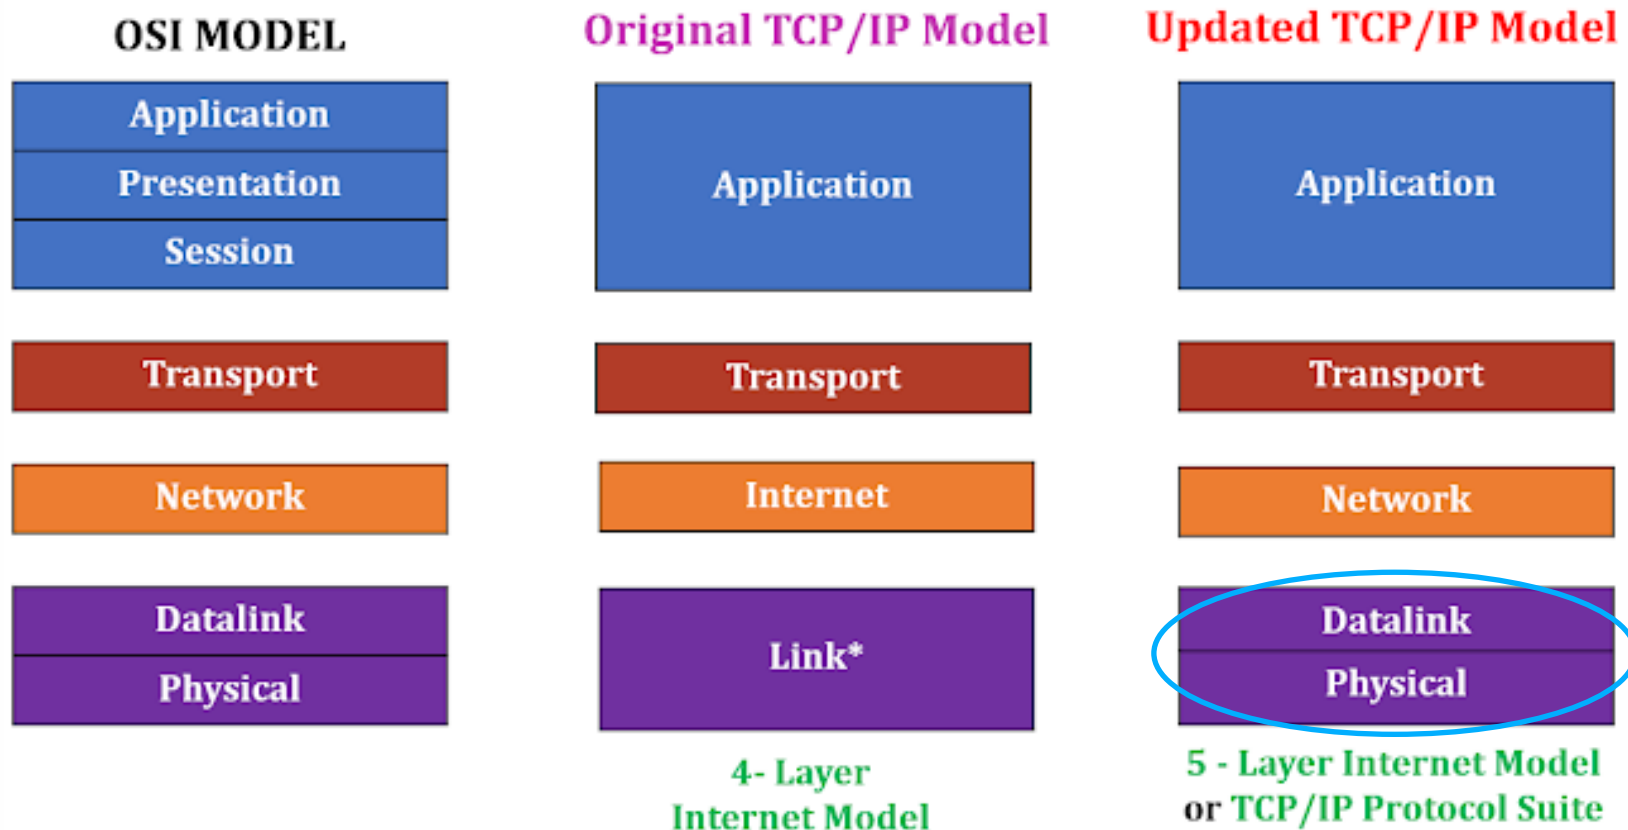 OSI MODEL
Application
Presentation
Session
Transport
Network
Datalink
Physical
Original TCP/IP Model
Application
Transport
Internet
Link*
4- Layer
Internet Model
Updated TCP/IP Model
Application
Transport
Network
Datalink
Physical
5 - Layer Internet Model
or TCP/IP Protocol Suite